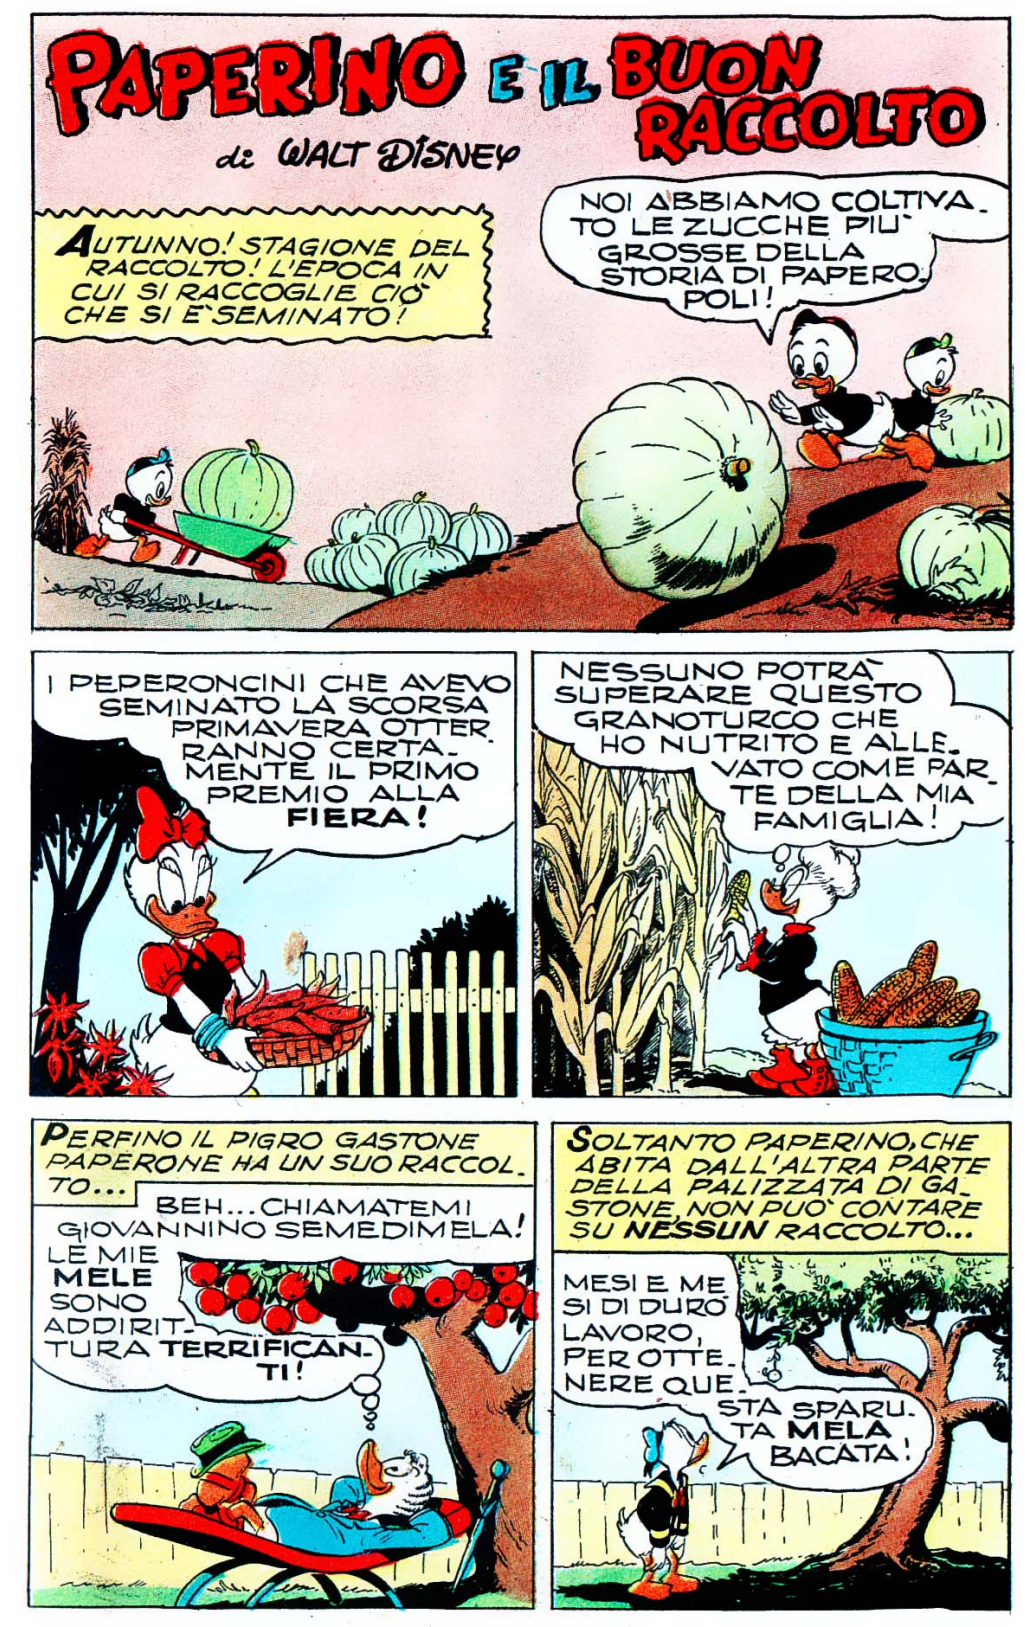 PAPERINO E IL BUON
RACCOLTO
di WALT DISNEY
AUTUNNO! STAGIONE DEL
RACCOLTO! L'EPOCA IN
CUI SI RACCOGLIE CIÒ
CHE SI È SEMINATO!
NOI ABBIAMO COLTIVA-
TO LE ZUCCHE PIÙ
GROSSE DELLA
STORIA DI PAPERO-
POLI!
I PEPERONCINI CHE AVEVO
SEMINATO LA SCORSA
PRIMAVERA OTTER-
RANNO CERTA-
MENTE IL PRIMO
PREMIO ALLA
FIERA!
NESSUNO POTRÀ
SUPERARE QUESTO
GRANOTURCO CHE
HO NUTRITO E ALLE-
VATO COME PAR-
TE DELLA MIA
FAMIGLIA!
PERFINO IL PIGRO GASTONE
PAPERONE HA UN SUO RACCOL-
TO...
BEH... CHIAMATEMI
GIOVANNINO SEMEDIMELA!
LE MIE
MELE
SONO
ADDIRIT-
TURA TERRIFICAN-
TI!
SOLTANTO PAPERINO, CHE
ABITA DALL'ALTRA PARTE
DELLA PALIZZATA DI GA-
STONE, NON PUÒ CONTARE
SU NESSUN RACCOLTO...
MESI E ME
SI DI DURO
LAVORO,
PER OTTE-
NERE QUE-
STA SPARU-
TA MELA
BACATA!